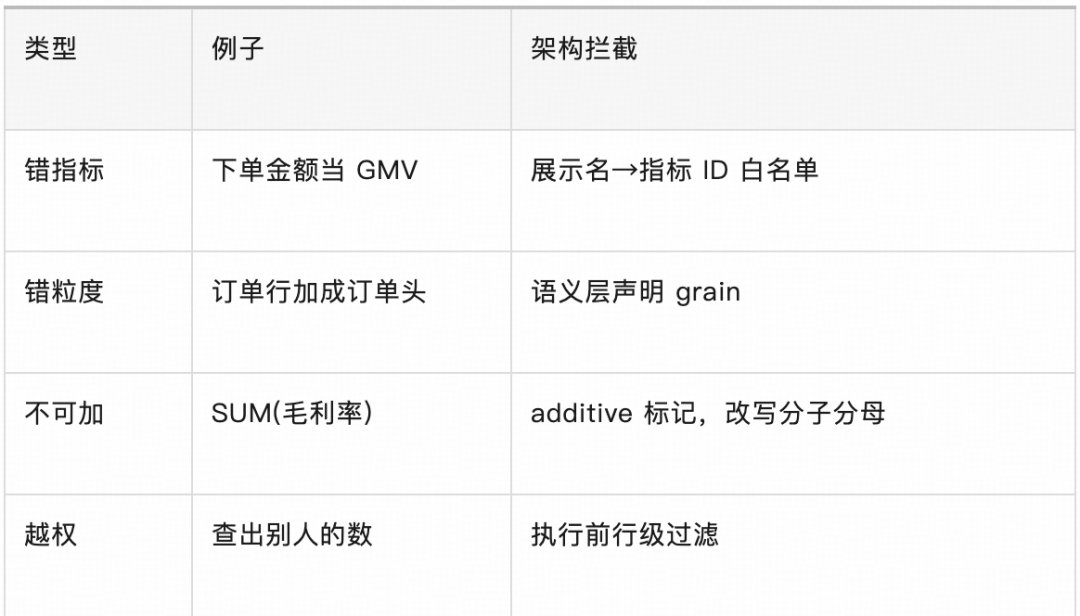 类型 例子 架构拦截
错指标 下单金额当 GMV 展示名→指标 ID 白名单
错粒度 订单行加成订单头 语义层声明 grain
不可加 SUM(毛利率) additive 标记，改写分子分母
越权 查出别人的数 执行前行级过滤